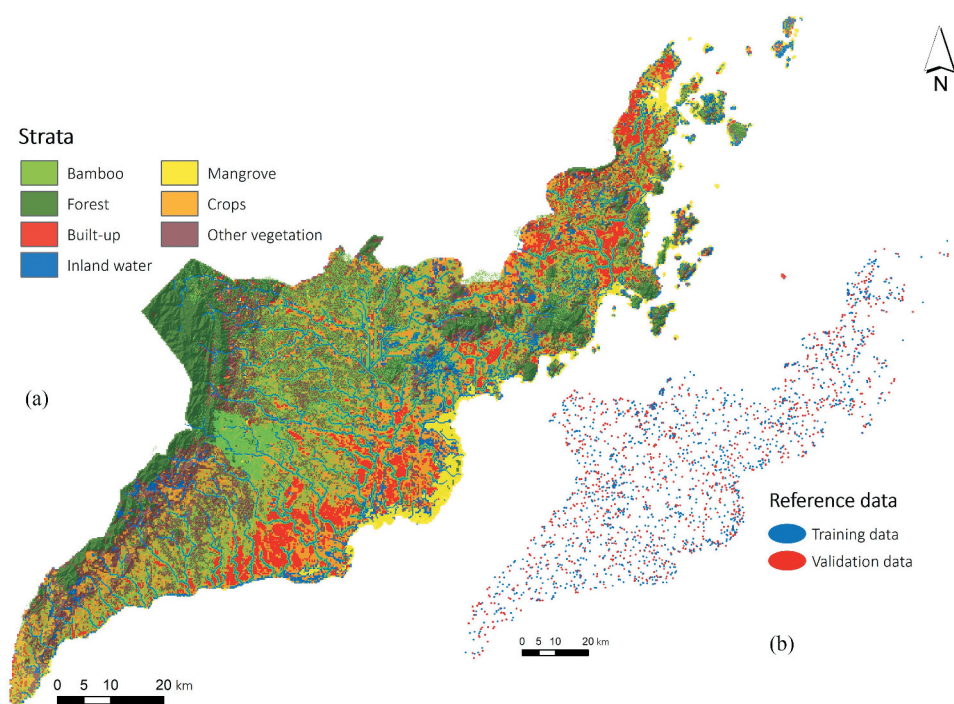 N
Strata
Bamboo
Mangrove
Forest
Crops
Built-up
Other vegetation
Inland water
(a)
Reference data
Training data
Validation data
(b)
0 5 10 20 km
0 5 10 20 km